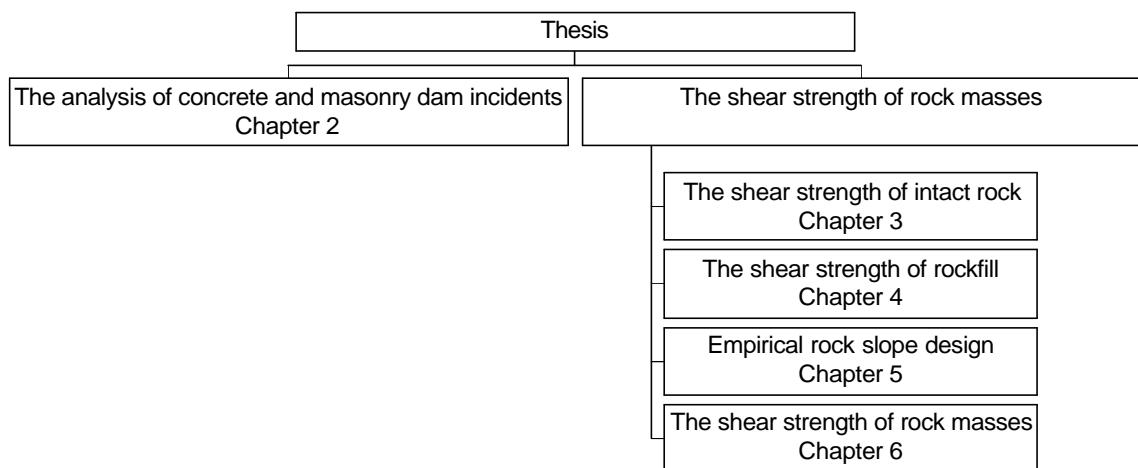 Thesis
The analysis of concrete and masonry dam incidents
Chapter 2
The shear strength of rock masses
The shear strength of intact rock
Chapter 3
The shear strength of rockfill
Chapter 4
Empirical rock slope design
Chapter 5
The shear strength of rock masses
Chapter 6